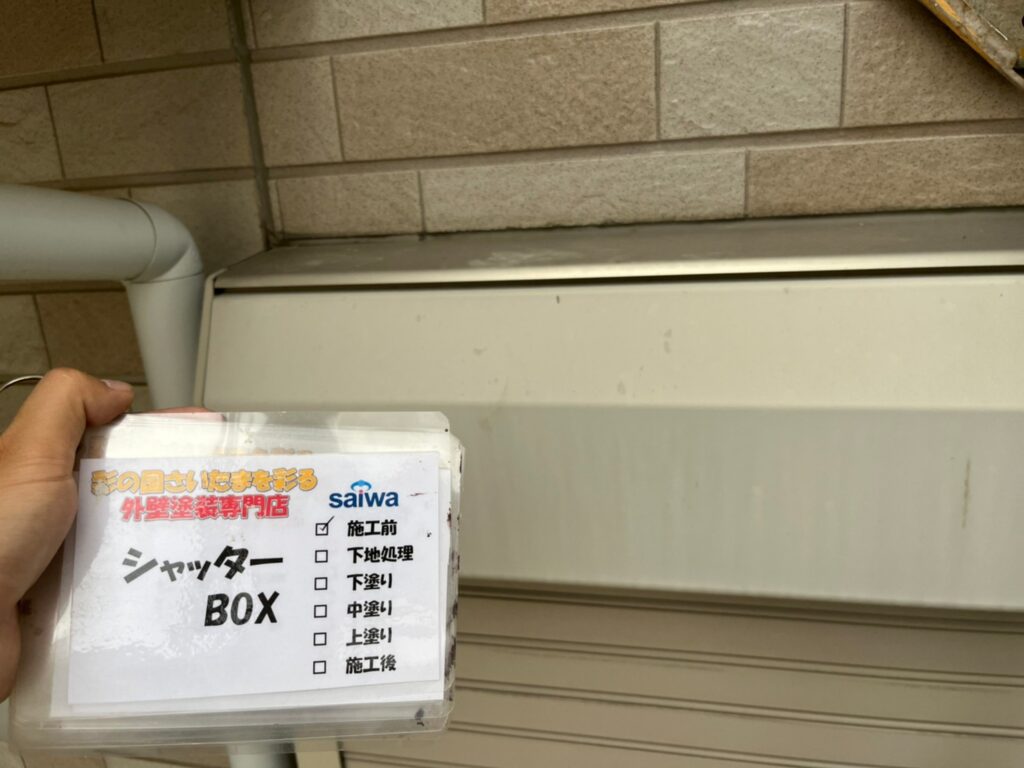 彩の国さいたまを彩る
外壁塗装専門店
シャッター
BOX
saiwa
施工前
下地処理
下塗り
中塗り
上塗り
施工後